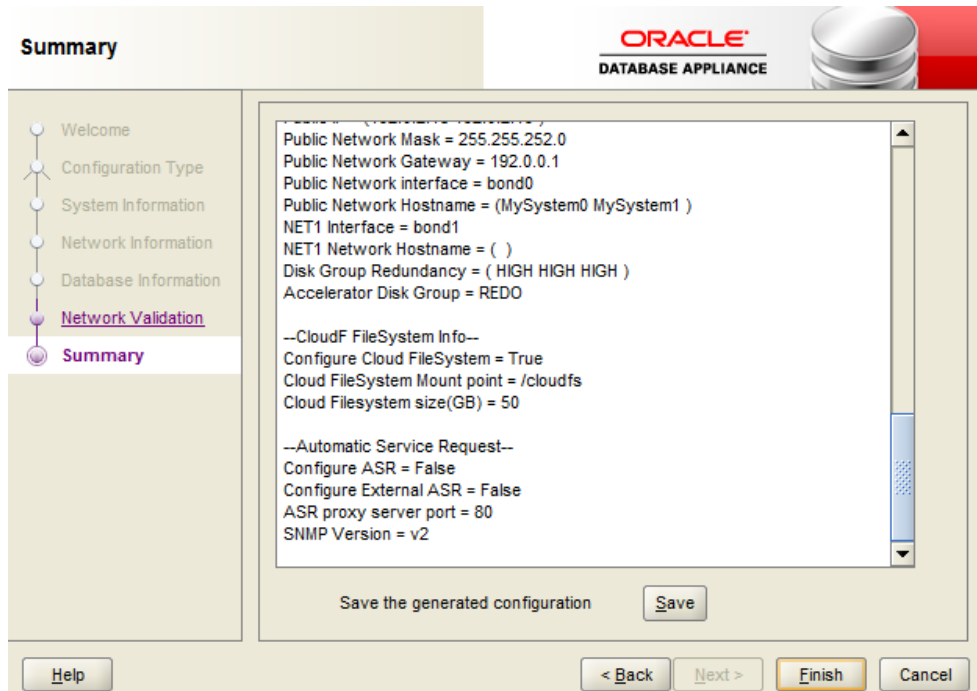 Summary
ORACLE
DATABASE APPLIANCE
Welcome
Configuration Type
System Information
Network Information
Database Information
Network Validation
Summary
Public Network Mask = 255.255.252.0
Public Network Gateway = 192.0.0.1
Public Network interface = bond0
Public Network Hostname = (MySystem0 MySystem1 )
NET1 Interface = bond1
NET1 Network Hostname = ( )
Disk Group Redundancy = ( HIGH HIGH HIGH )
Accelerator Disk Group = REDO
--CloudF FileSystem Info--
Configure Cloud FileSystem = True
Cloud FileSystem Mount point = /cloudfs
Cloud Filesystem size(GB) = 50
--Automatic Service Request--
Configure ASR = False
Configure External ASR = False
ASR proxy server port = 80
SNMP Version = v2
Save the generated configuration
Save
Help
< Back
Next >
Finish
Cancel